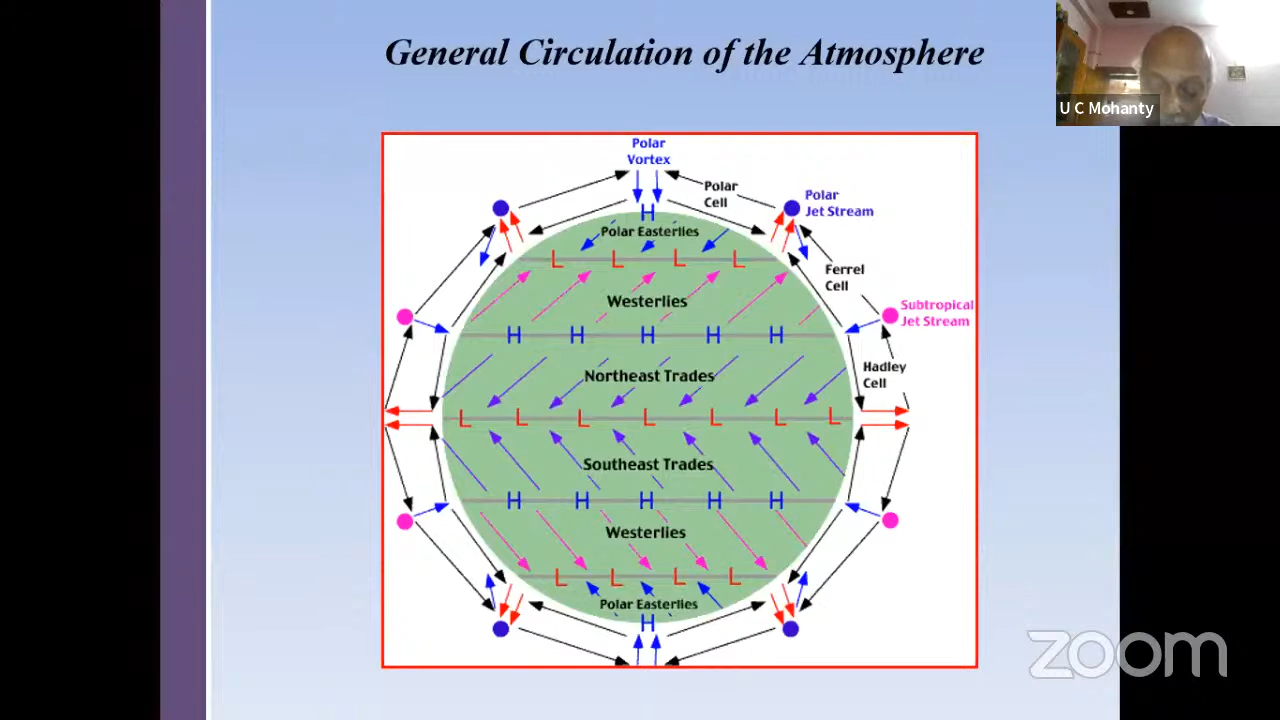 General Circulation of the Atmosphere
U C Mohanty
Polar
Vortex
Polar
Cell
Polar
Jet Stream
H
Polar Easterlies
L L L L
Ferrel
Cell
Westerlies
Subtropical
Jet Stream
H H H H H
Hadley
Cell
Northeast Trades
L L L L L L L
Southeast Trades
H H H H H
Westerlies
L L L L
Polar Easterlies
H
zoom